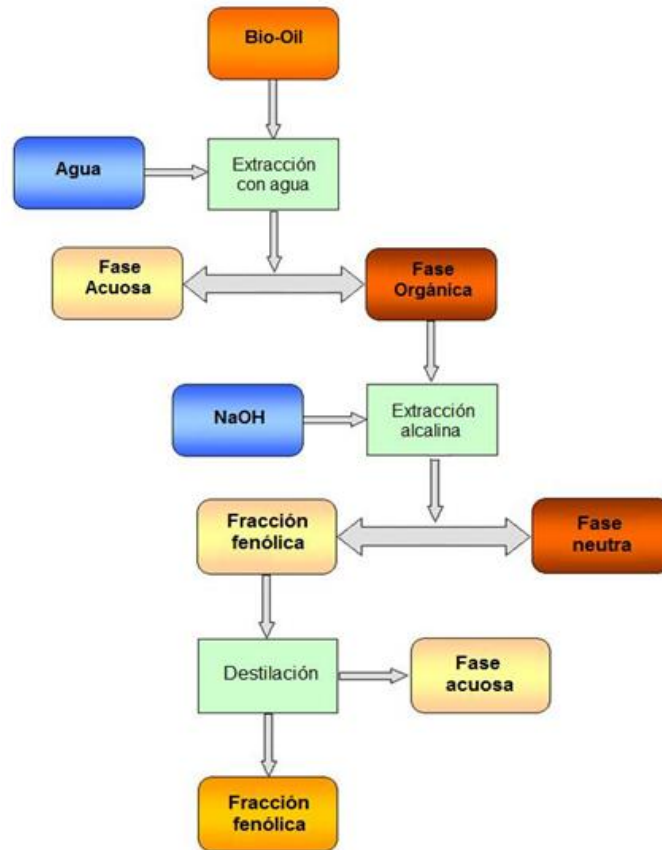 Bio-Oil
Agua
Extracción
con agua
Fase
Acuosa
Fase
Orgánica
NaOH
Extracción
alcalina
Fracción
fenólica
Fase
neutra
Destilación
Fase
acuosa
Fracción
fenólica